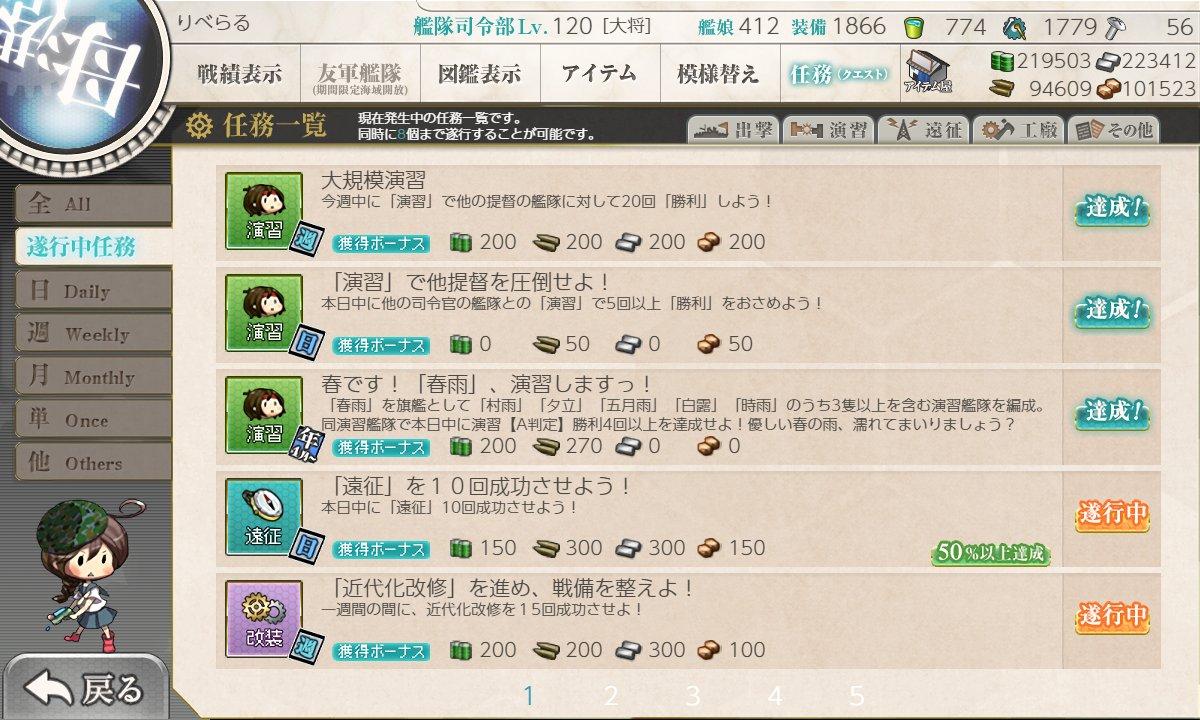 母港
りべらる
艦隊司令部Lv.120 [大将]
艦娘 412 装備 1866 774 1779 56
戦績表示
友軍艦隊
(期間限定海域開放)
図鑑表示
アイテム
模様替え
任務(クエスト)
アイテム屋
219503 223412
94609 101523
任務一覧
現在発生中の任務一覧です。
同時に8個まで遂行することが可能です。
出撃
演習
遠征
工廠
その他
全 All
遂行中任務
日 Daily
週 Weekly
月 Monthly
単 Once
他 Others
戻る
大規模演習
今週中に「演習」で他の提督の艦隊に対して20回「勝利」しよう！
演習 週
獲得ボーナス 200 200 200 200
達成!
「演習」で他提督を圧倒せよ！
本日中に他の司令官の艦隊との「演習」で5回以上「勝利」をおさめよう！
演習 日
獲得ボーナス 0 50 0 50
達成!
春です！「春雨」、演習しますっ！
「春雨」を旗艦として「村雨」「夕立」「五月雨」「白露」「時雨」のうち3隻以上を含む演習艦隊を編成。
同演習艦隊で本日中に演習【A判定】勝利4回以上を達成せよ！優しい春の雨、濡れてまいりましょう？
演習 年
獲得ボーナス 200 270 0 0
達成!
「遠征」を１０回成功させよう！
本日中に「遠征」10回成功させよう！
遠征 日
獲得ボーナス 150 300 300 150
50%以上達成
遂行中
「近代化改修」を進め、戦備を整えよ！
一週間の間に、近代化改修を１５回成功させよ！
改装 週
獲得ボーナス 200 200 300 100
遂行中
1 2 3 4 5